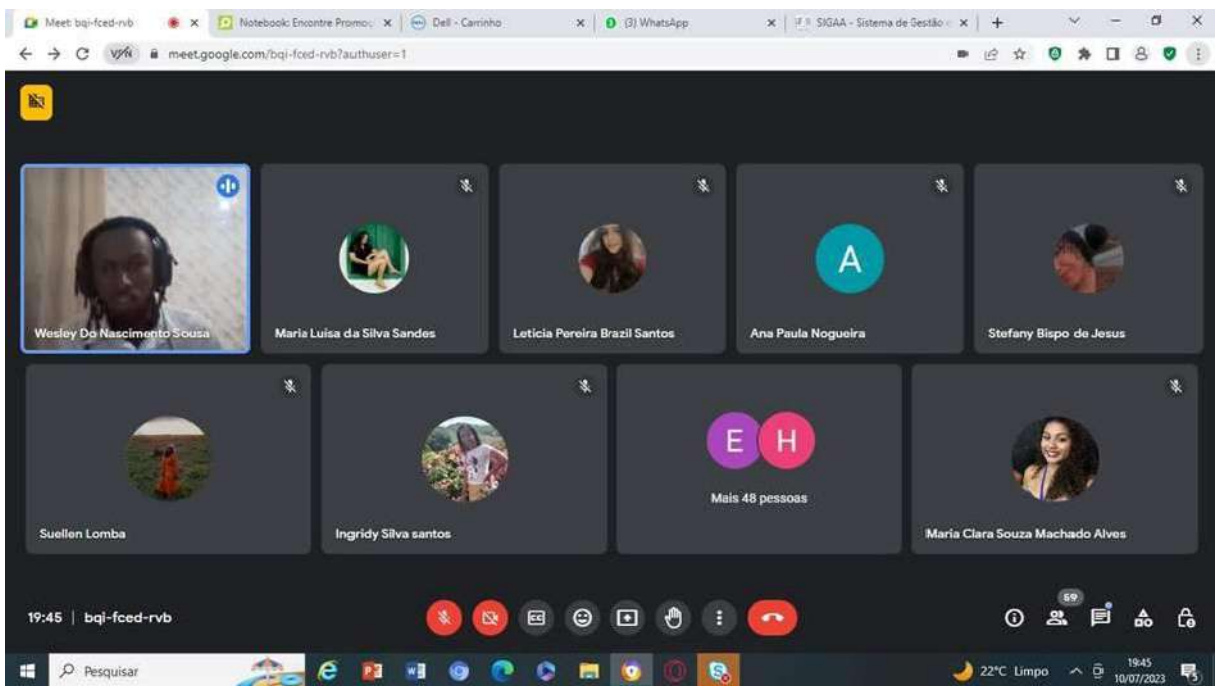 Meet: bqi-fced-rvb
Notebook: Encontre Promoç
Dell - Carrinho
(3) WhatsApp
SIGAA - Sistema de Gestão
VPN
meet.google.com/bqi-fced-rvb?authuser=1
Wesley Do Nascimento Sousa
Maria Luisa da Silva Sandes
Leticia Pereira Brazil Santos
A
Ana Paula Nogueira
Stefany Bispo de Jesus
Suellen Lomba
Ingridy Silva santos
E H
Mais 48 pessoas
Maria Clara Souza Machado Alves
19:45 | bqi-fced-rvb
CC
59
Pesquisar
22°C Limpo
19:45
10/07/2023